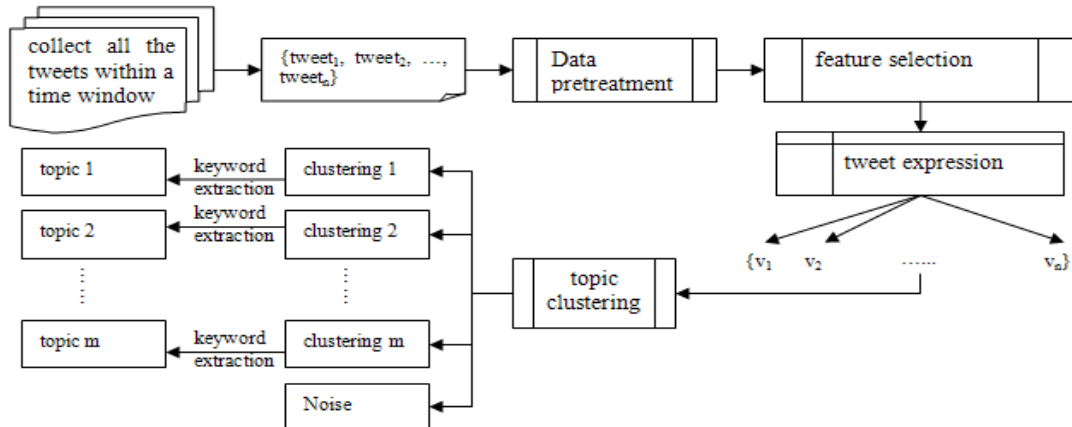 collect all the
tweets within a
time window
{tweet₁, tweet₂, ...,
tweetₙ}
Data
pretreatment
feature selection
tweet expression
{v₁ v₂ ...... vₙ}
topic
clustering
topic 1
keyword
extraction
clustering 1
topic 2
keyword
extraction
clustering 2
topic m
keyword
extraction
clustering m
Noise